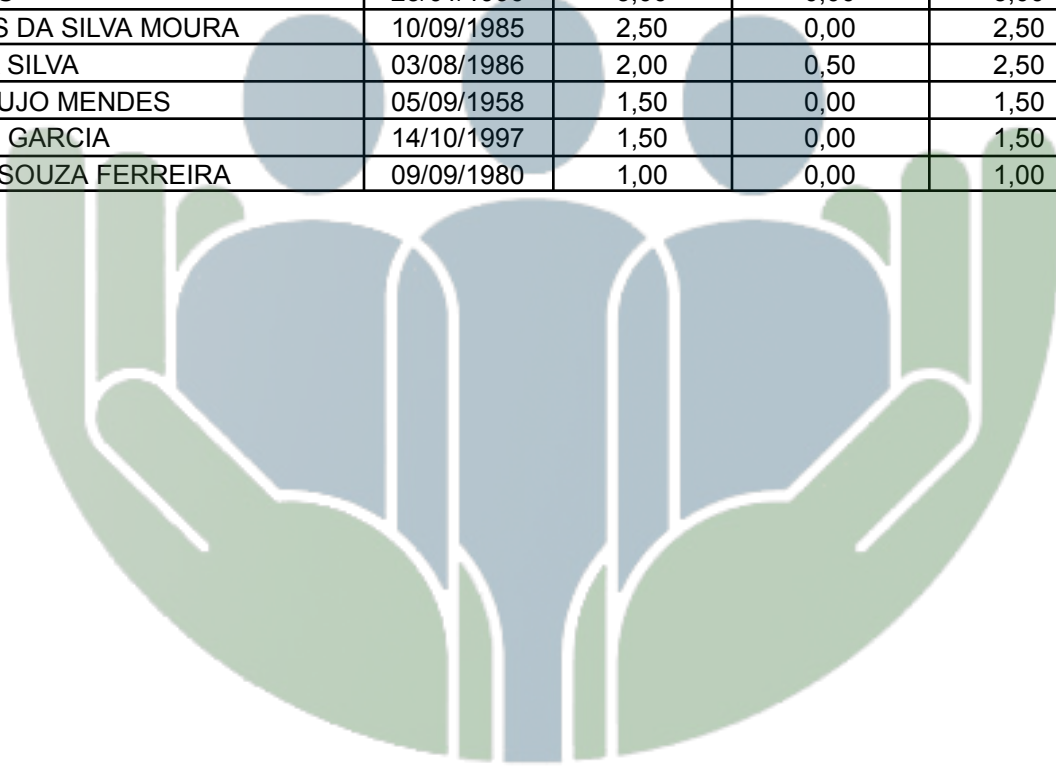 S DA SILVA MOURA 10/09/1985 2,50 0,00 2,50
SILVA 03/08/1986 2,00 0,50 2,50
UJO MENDES 05/09/1958 1,50 0,00 1,50
GARCIA 14/10/1997 1,50 0,00 1,50
SOUZA FERREIRA 09/09/1980 1,00 0,00 1,00